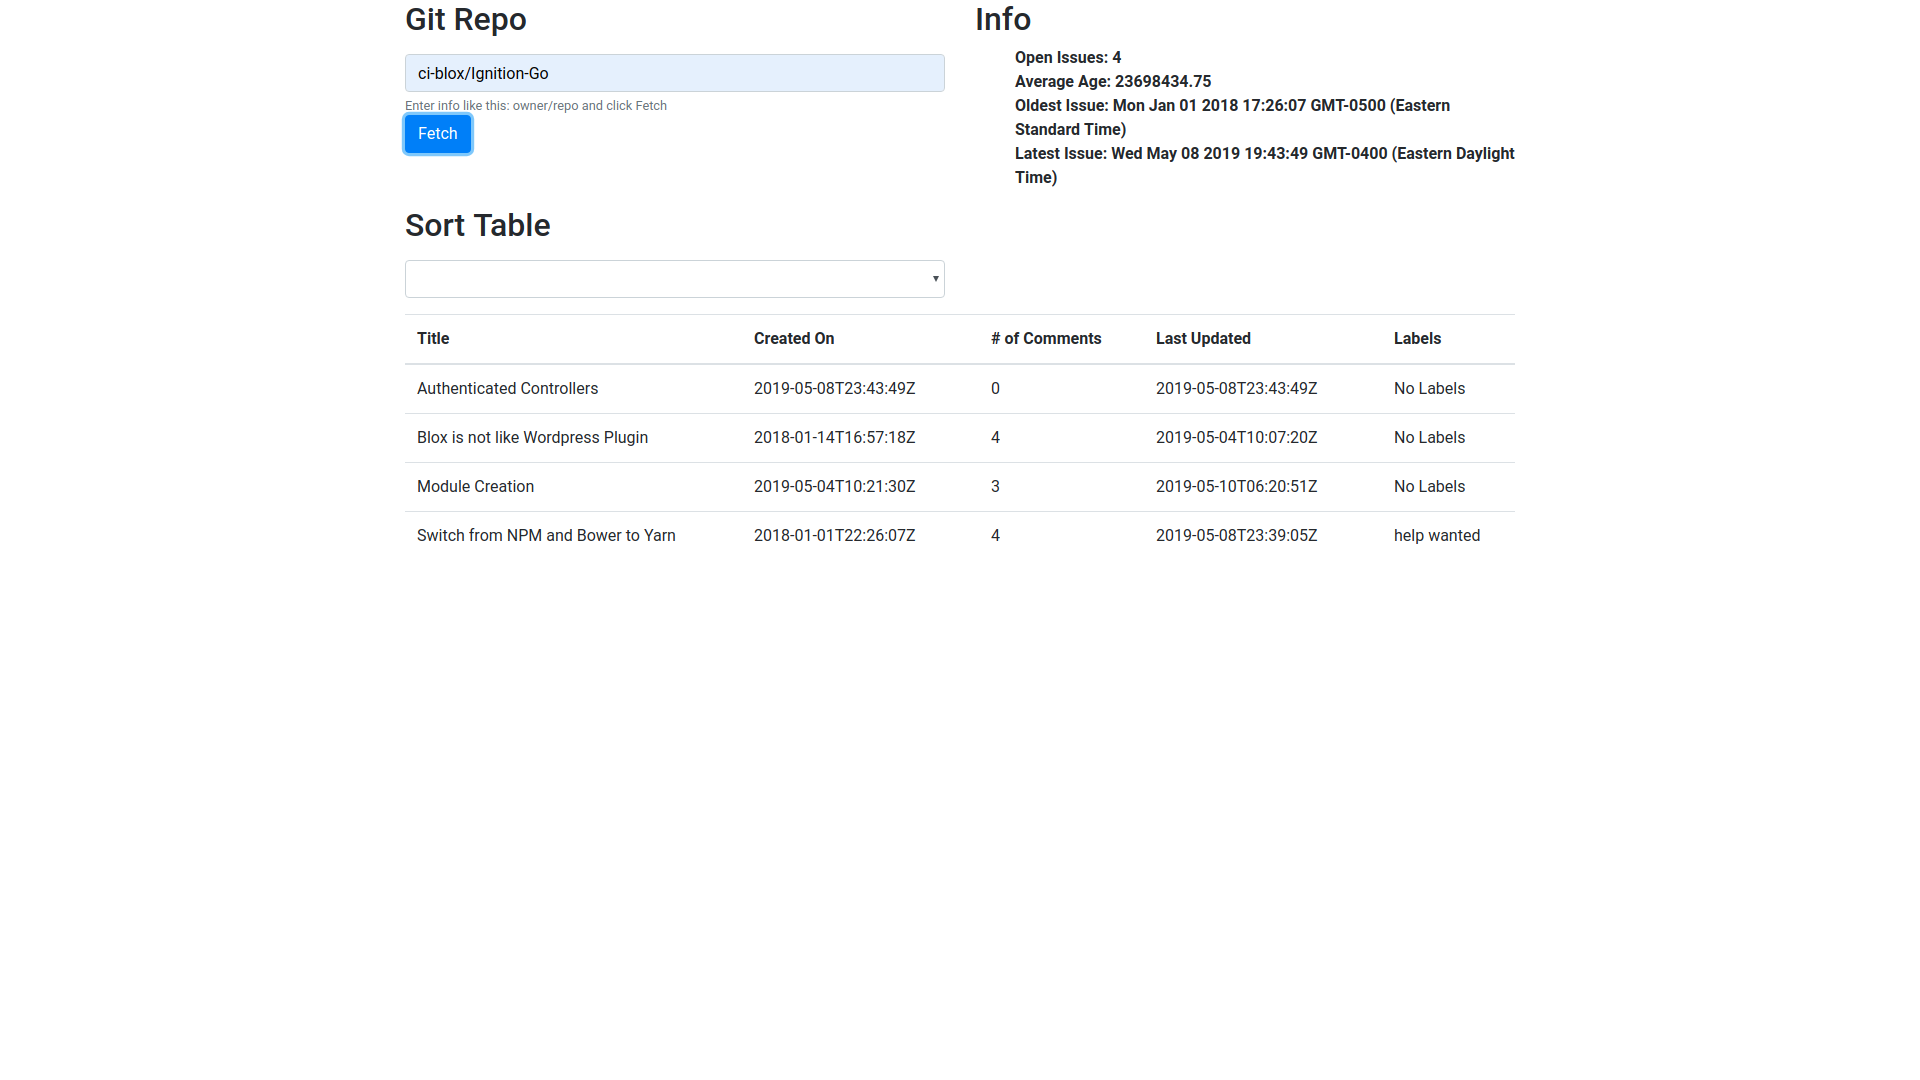 Git Repo
ci-blox/Ignition-Go
Enter info like this: owner/repo and click Fetch
Fetch
Info
Open Issues: 4
Average Age: 23698434.75
Oldest Issue: Mon Jan 01 2018 17:26:07 GMT-0500 (Eastern
Standard Time)
Latest Issue: Wed May 08 2019 19:43:49 GMT-0400 (Eastern Daylight
Time)
Sort Table
Title Created On # of Comments Last Updated Labels
Authenticated Controllers 2019-05-08T23:43:49Z 0 2019-05-08T23:43:49Z No Labels
Blox is not like Wordpress Plugin 2018-01-14T16:57:18Z 4 2019-05-04T10:07:20Z No Labels
Module Creation 2019-05-04T10:21:30Z 3 2019-05-10T06:20:51Z No Labels
Switch from NPM and Bower to Yarn 2018-01-01T22:26:07Z 4 2019-05-08T23:39:05Z help wanted